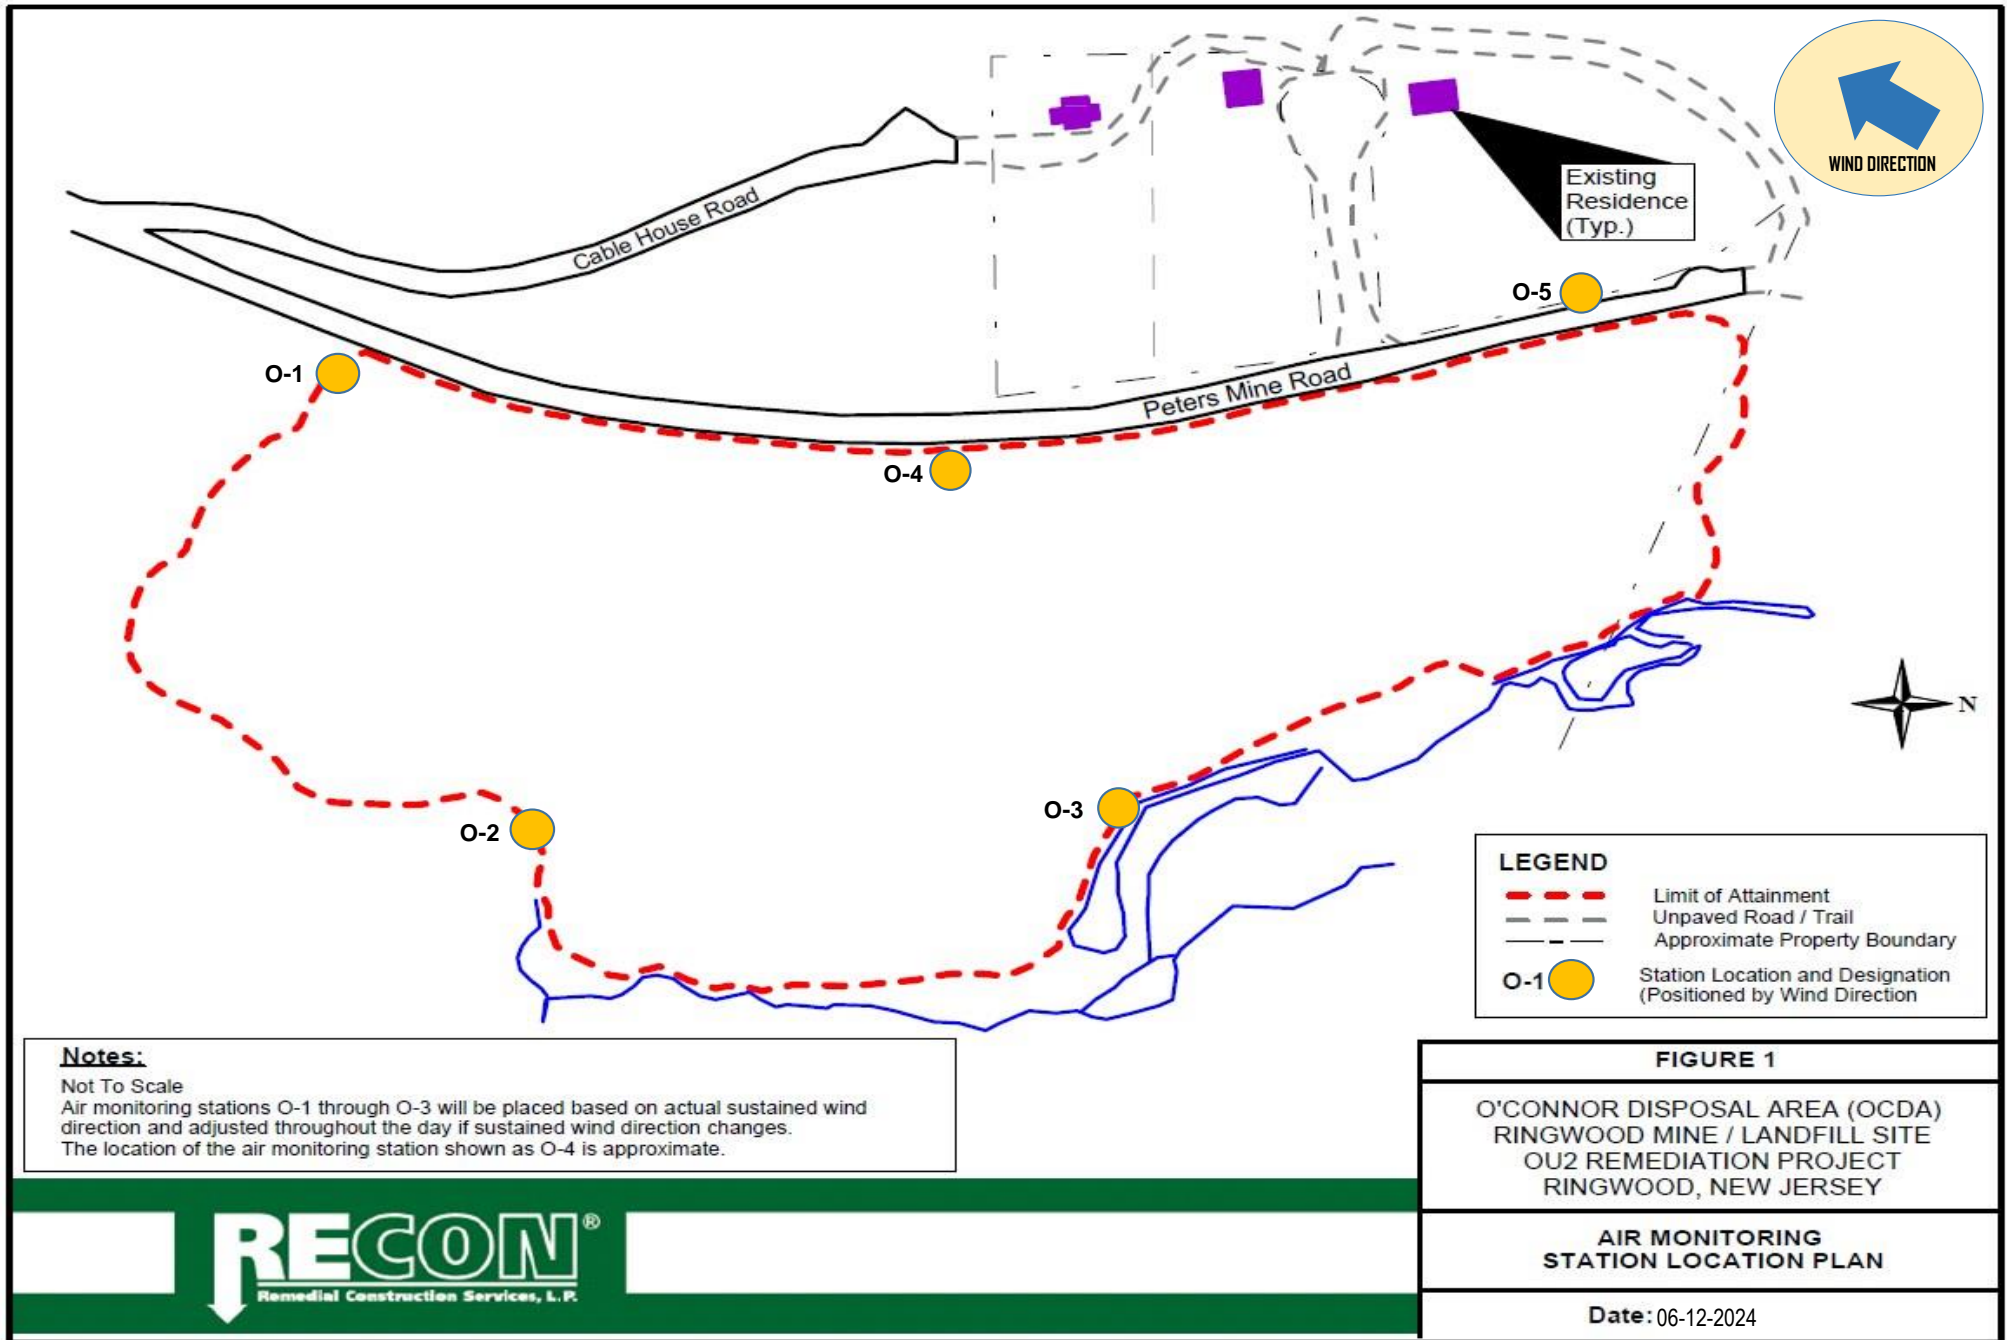 WIND DIRECTION
Existing
Residence
(Typ.)
Cable House Road
O-5
O-1
Peters Mine Road
O-4
N
O-3
O-2
LEGEND
Limit of Attainment
Unpaved Road / Trail
Approximate Property Boundary
O-1
Station Location and Designation
(Positioned by Wind Direction
Notes:
Not To Scale
Air monitoring stations O-1 through O-3 will be placed based on actual sustained wind
direction and adjusted throughout the day if sustained wind direction changes.
The location of the air monitoring station shown as O-4 is approximate.
FIGURE 1
O'CONNOR DISPOSAL AREA (OCDA)
RINGWOOD MINE / LANDFILL SITE
OU2 REMEDIATION PROJECT
RINGWOOD, NEW JERSEY
AIR MONITORING
STATION LOCATION PLAN
Date: 06-12-2024
RECON®
Remedial Construction Services, L.P.